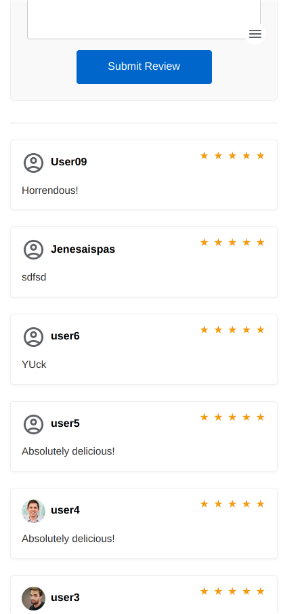 Submit Review
User09
Horrendous!
Jenesaispas
sdfsd
user6
YUck
user5
Absolutely delicious!
user4
Absolutely delicious!
user3